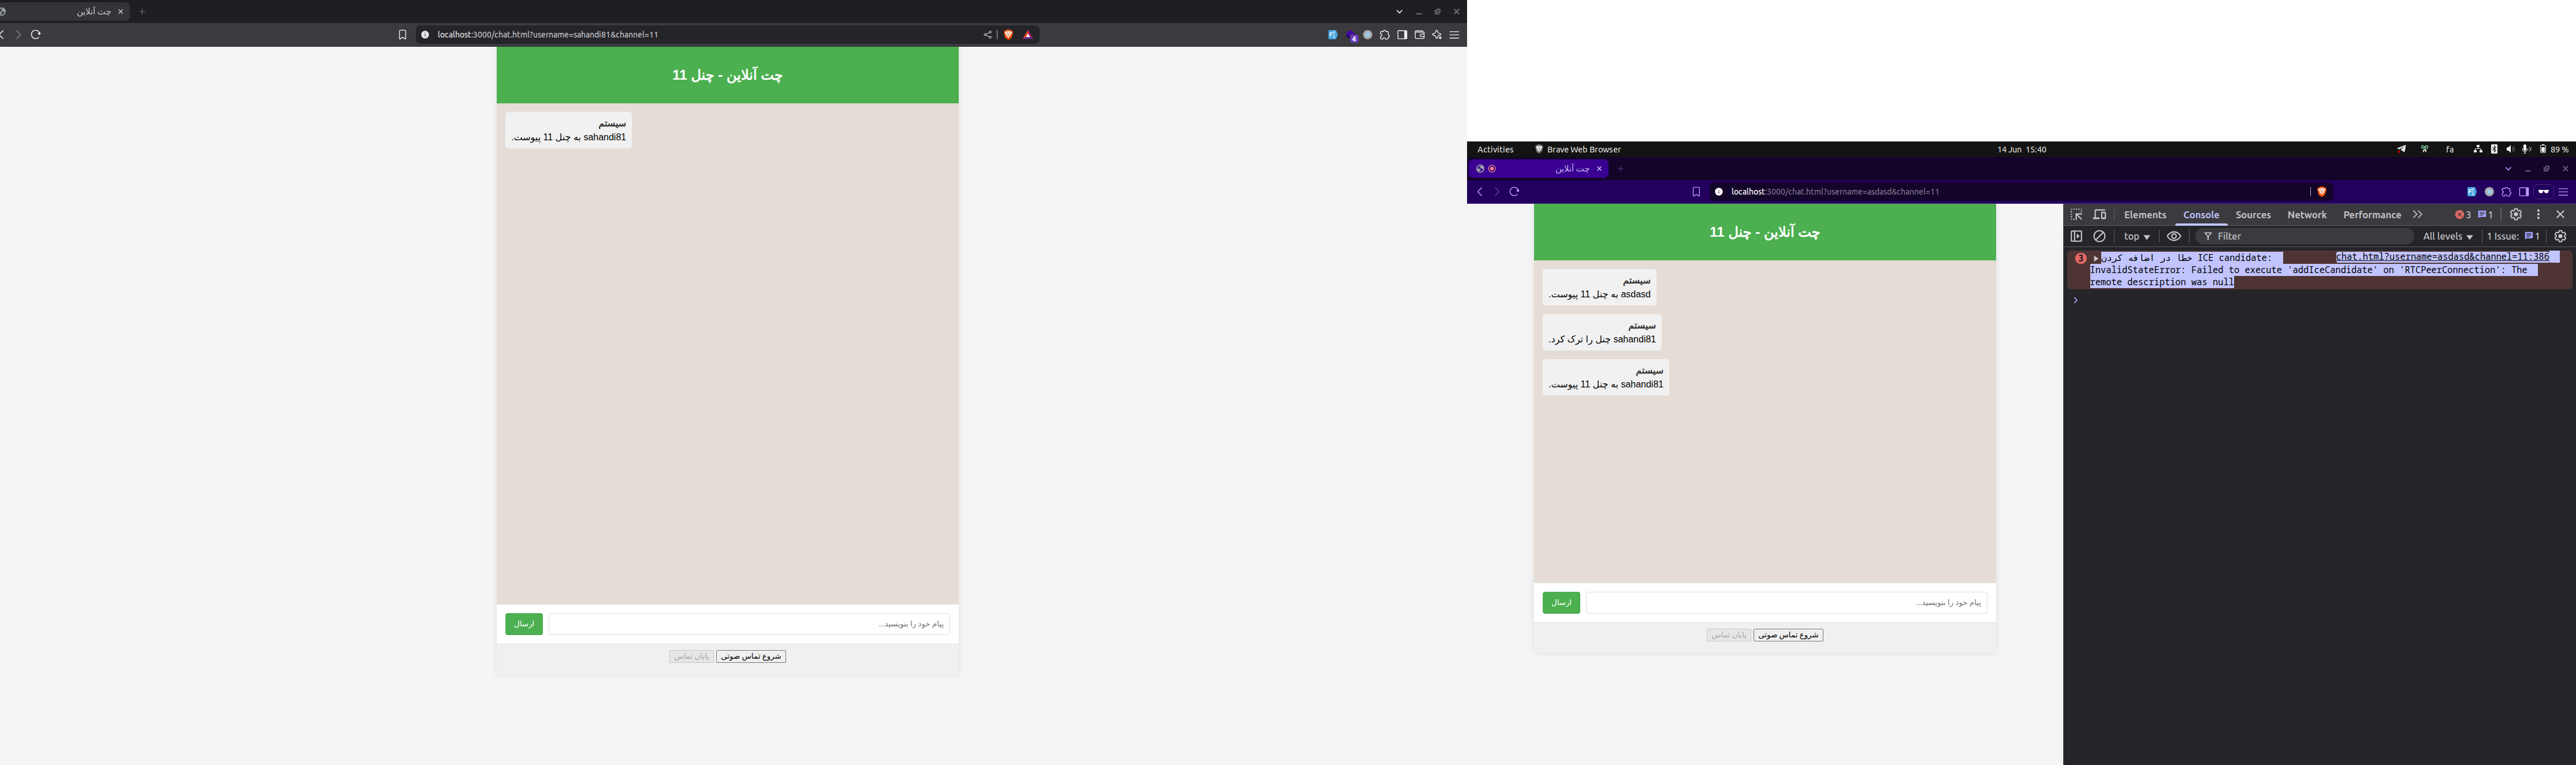 چت آنلاین
localhost:3000/chat.html?username=sahandi81&channel=11
4
چت آنلاین - چنل 11
سیستم
sahandi81 به چنل 11 پیوست.
پیام خود را بنویسید...
ارسال
شروع تماس صوتی
پایان تماس
Activities
Brave Web Browser
14 Jun 15:40
fa
89 %
چت آنلاین
localhost:3000/chat.html?username=asdasd&channel=11
چت آنلاین - چنل 11
سیستم
asdasd به چنل 11 پیوست.
سیستم
sahandi81 چنل را ترک کرد.
سیستم
sahandi81 به چنل 11 پیوست.
پیام خود را بنویسید...
ارسال
شروع تماس صوتی
پایان تماس
Elements Console Sources Network Performance 3 1
top Filter All levels 1 Issue: 1
3 خطا در اضافه کردن ICE candidate: chat.html?username=asdasd&channel=11:386
InvalidStateError: Failed to execute 'addIceCandidate' on 'RTCPeerConnection': The
remote description was null